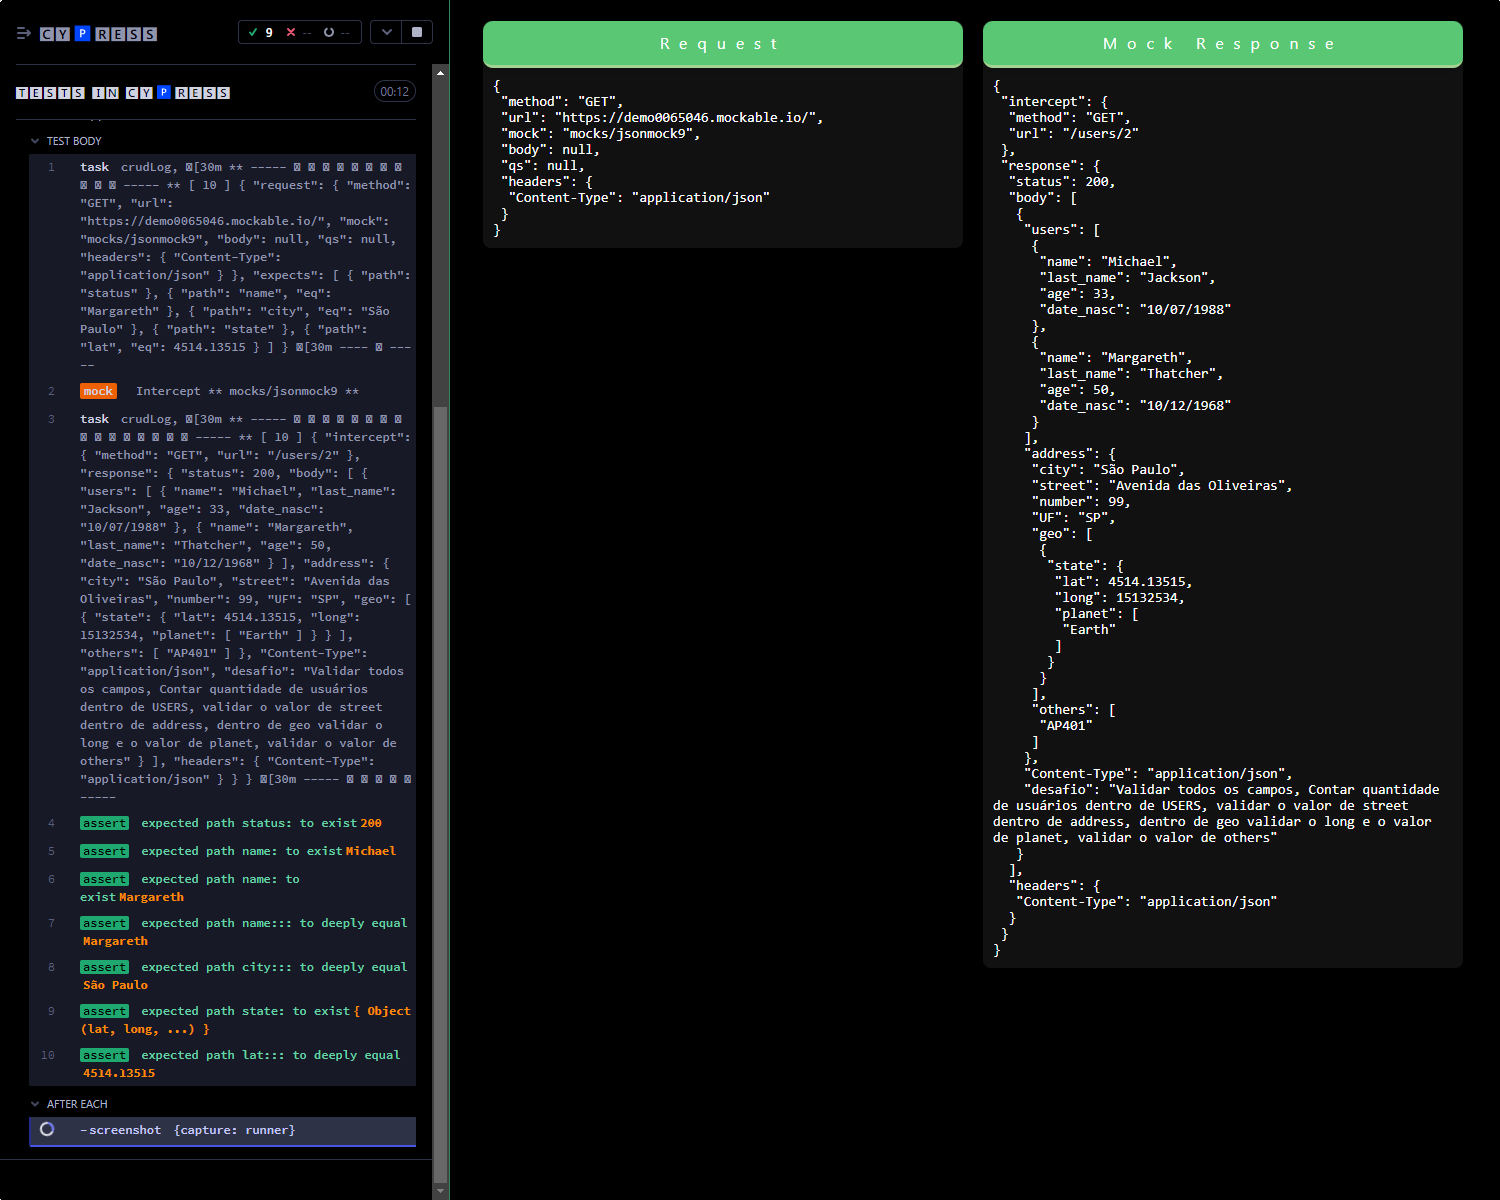 CYPRESS
9 -- --
TESTS IN CYPRESS
00:12
TEST BODY
1 task crudLog, [30m ** -----
----- ** [ 10 ] { "request": { "method":
"GET", "url":
"https://demo0065046.mockable.io/", "mock":
"mocks/jsonmock9", "body": null, "qs": null,
"headers": { "Content-Type":
"application/json" } }, "expects": [ { "path":
"status" }, { "path": "name", "eq":
"Margareth" }, { "path": "city", "eq": "São
Paulo" }, { "path": "state" }, { "path":
"lat", "eq": 4514.13515 } ] } [30m ---- ---
--
2 mock Intercept ** mocks/jsonmock9 **
3 task crudLog, [30m ** -----
----- ** [ 10 ] { "intercept":
{ "method": "GET", "url": "/users/2" },
"response": { "status": 200, "body": [ {
"users": [ { "name": "Michael", "last_name":
"Jackson", "age": 33, "date_nasc":
"10/07/1988" }, { "name": "Margareth",
"last_name": "Thatcher", "age": 50,
"date_nasc": "10/12/1968" } ], "address": {
"city": "São Paulo", "street": "Avenida das
Oliveiras", "number": 99, "UF": "SP", "geo": [
{ "state": { "lat": 4514.13515, "long":
15132534, "planet": [ "Earth" ] } } ],
"others": [ "AP401" ] }, "Content-Type":
"application/json", "desafio": "Validar todos
os campos, Contar quantidade de usuários
dentro de USERS, validar o valor de street
dentro de address, dentro de geo validar o
long e o valor de planet, validar o valor de
others" } ], "headers": { "Content-Type":
"application/json" } } } [30m -----
-----
4 assert expected path status: to exist 200
5 assert expected path name: to exist Michael
6 assert expected path name: to
exist Margareth
7 assert expected path name::: to deeply equal
Margareth
8 assert expected path city::: to deeply equal
São Paulo
9 assert expected path state: to exist { Object
(lat, long, ...) }
10 assert expected path lat::: to deeply equal
4514.13515
AFTER EACH
-screenshot {capture: runner}
Request
{
"method": "GET",
"url": "https://demo0065046.mockable.io/",
"mock": "mocks/jsonmock9",
"body": null,
"qs": null,
"headers": {
"Content-Type": "application/json"
}
}
Mock Response
{
"intercept": {
"method": "GET",
"url": "/users/2"
},
"response": {
"status": 200,
"body": [
{
"users": [
{
"name": "Michael",
"last_name": "Jackson",
"age": 33,
"date_nasc": "10/07/1988"
},
{
"name": "Margareth",
"last_name": "Thatcher",
"age": 50,
"date_nasc": "10/12/1968"
}
],
"address": {
"city": "São Paulo",
"street": "Avenida das Oliveiras",
"number": 99,
"UF": "SP",
"geo": [
{
"state": {
"lat": 4514.13515,
"long": 15132534,
"planet": [
"Earth"
]
}
}
],
"others": [
"AP401"
]
},
"Content-Type": "application/json",
"desafio": "Validar todos os campos, Contar quantidade
de usuários dentro de USERS, validar o valor de street
dentro de address, dentro de geo validar o long e o valor
de planet, validar o valor de others"
}
],
"headers": {
"Content-Type": "application/json"
}
}
}